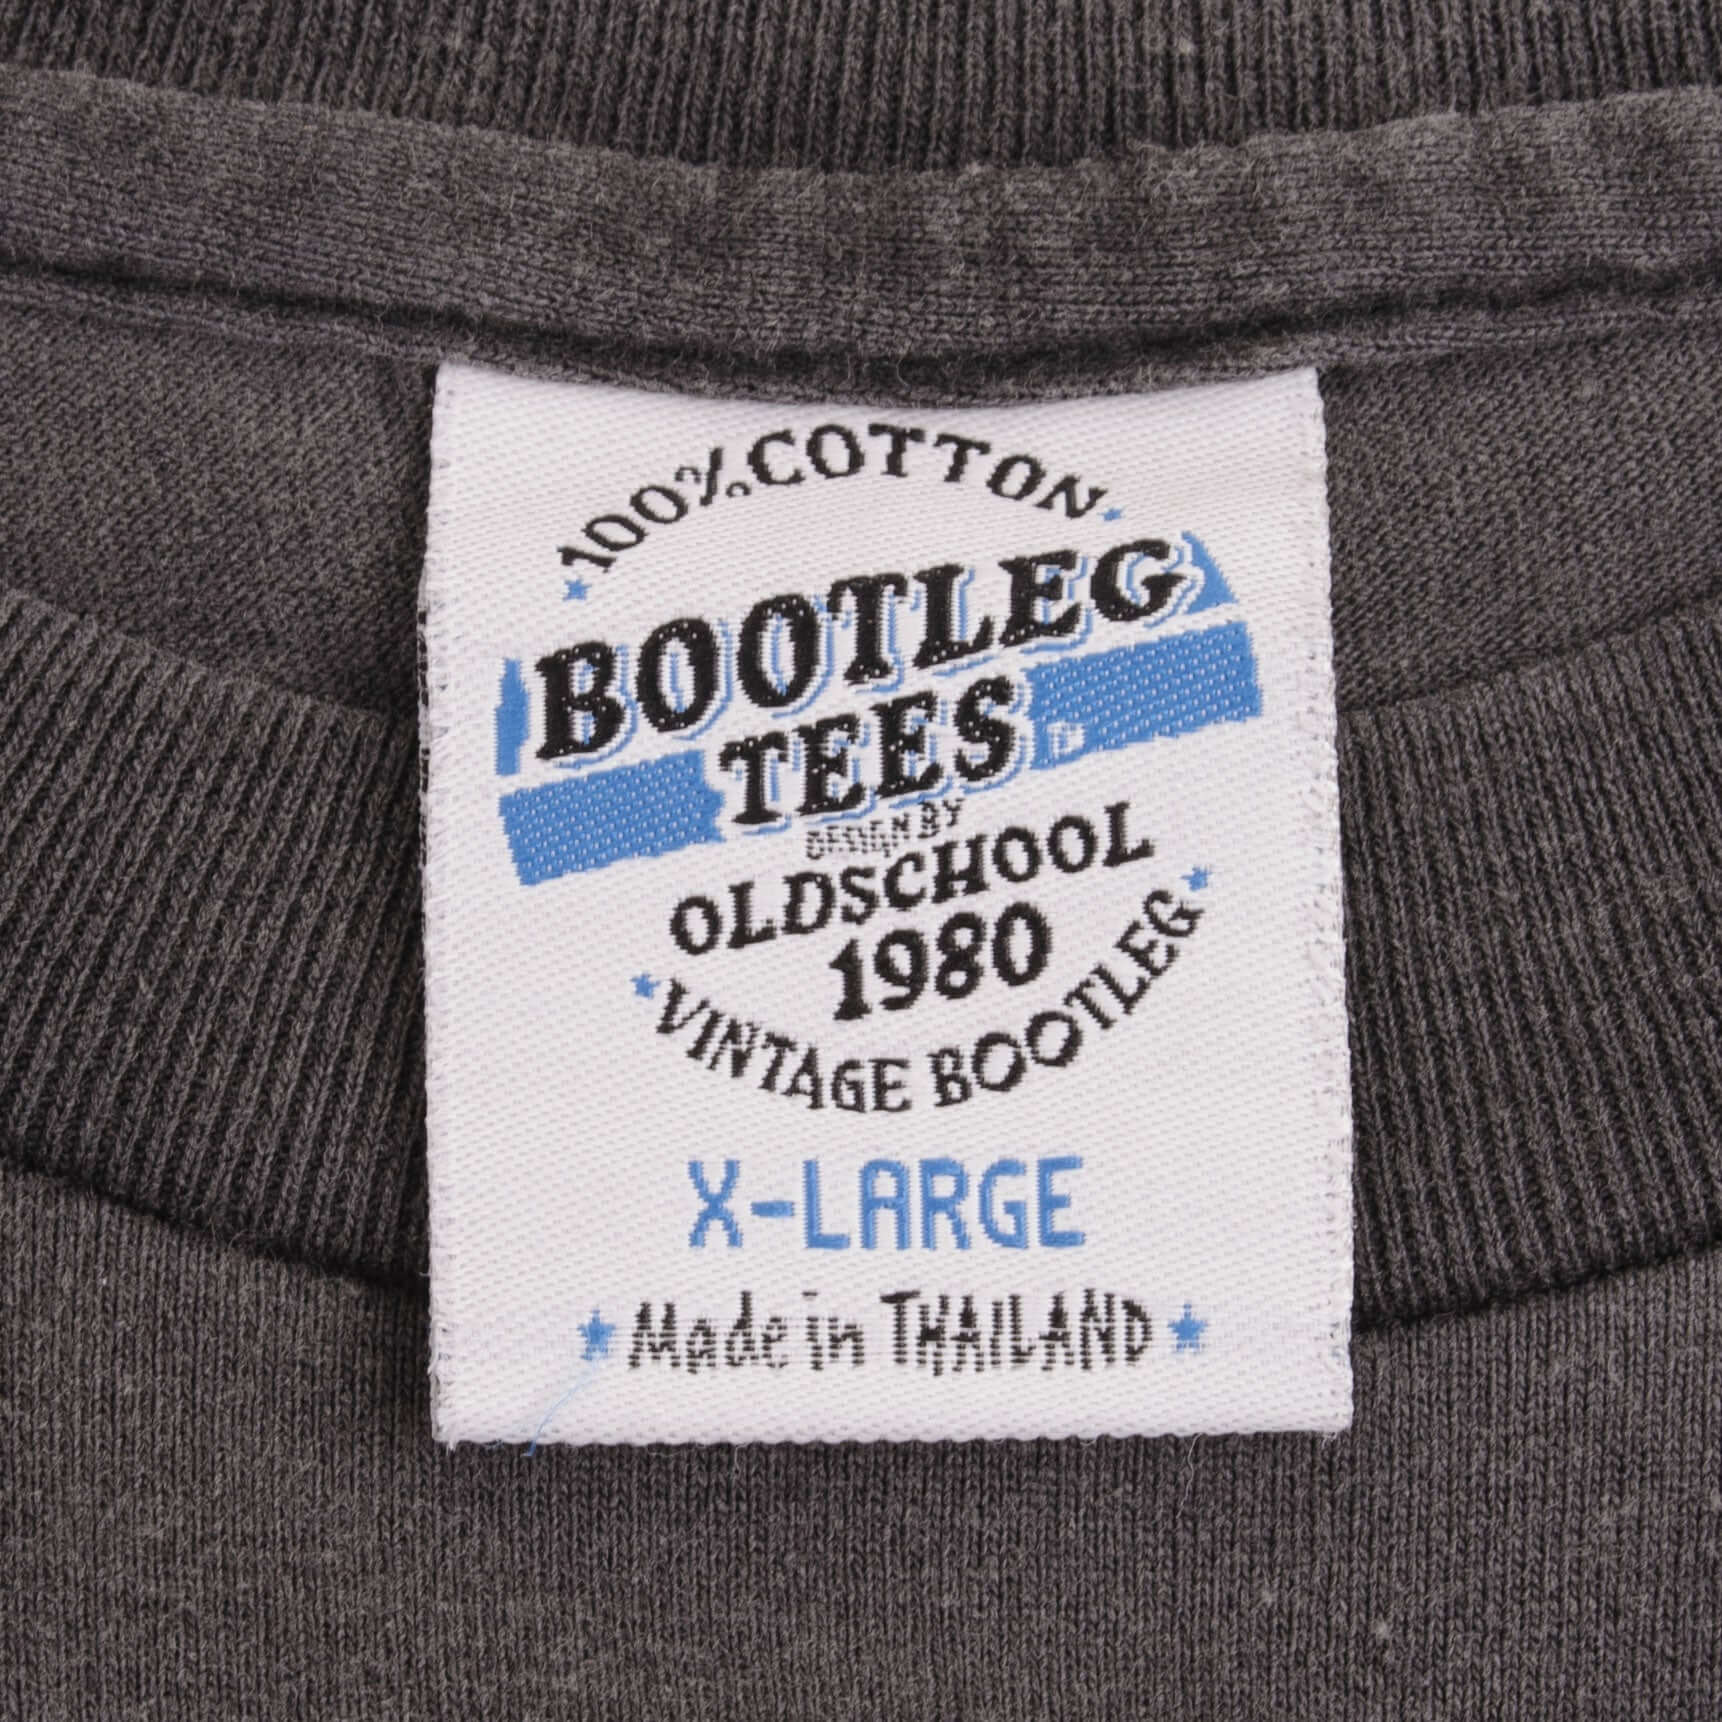 100% COTTON
BOOTLEG
TEES
DESIGN BY
OLDSCHOOL
1980
VINTAGE BOOTLEG
X-LARGE
Made in THAILAND